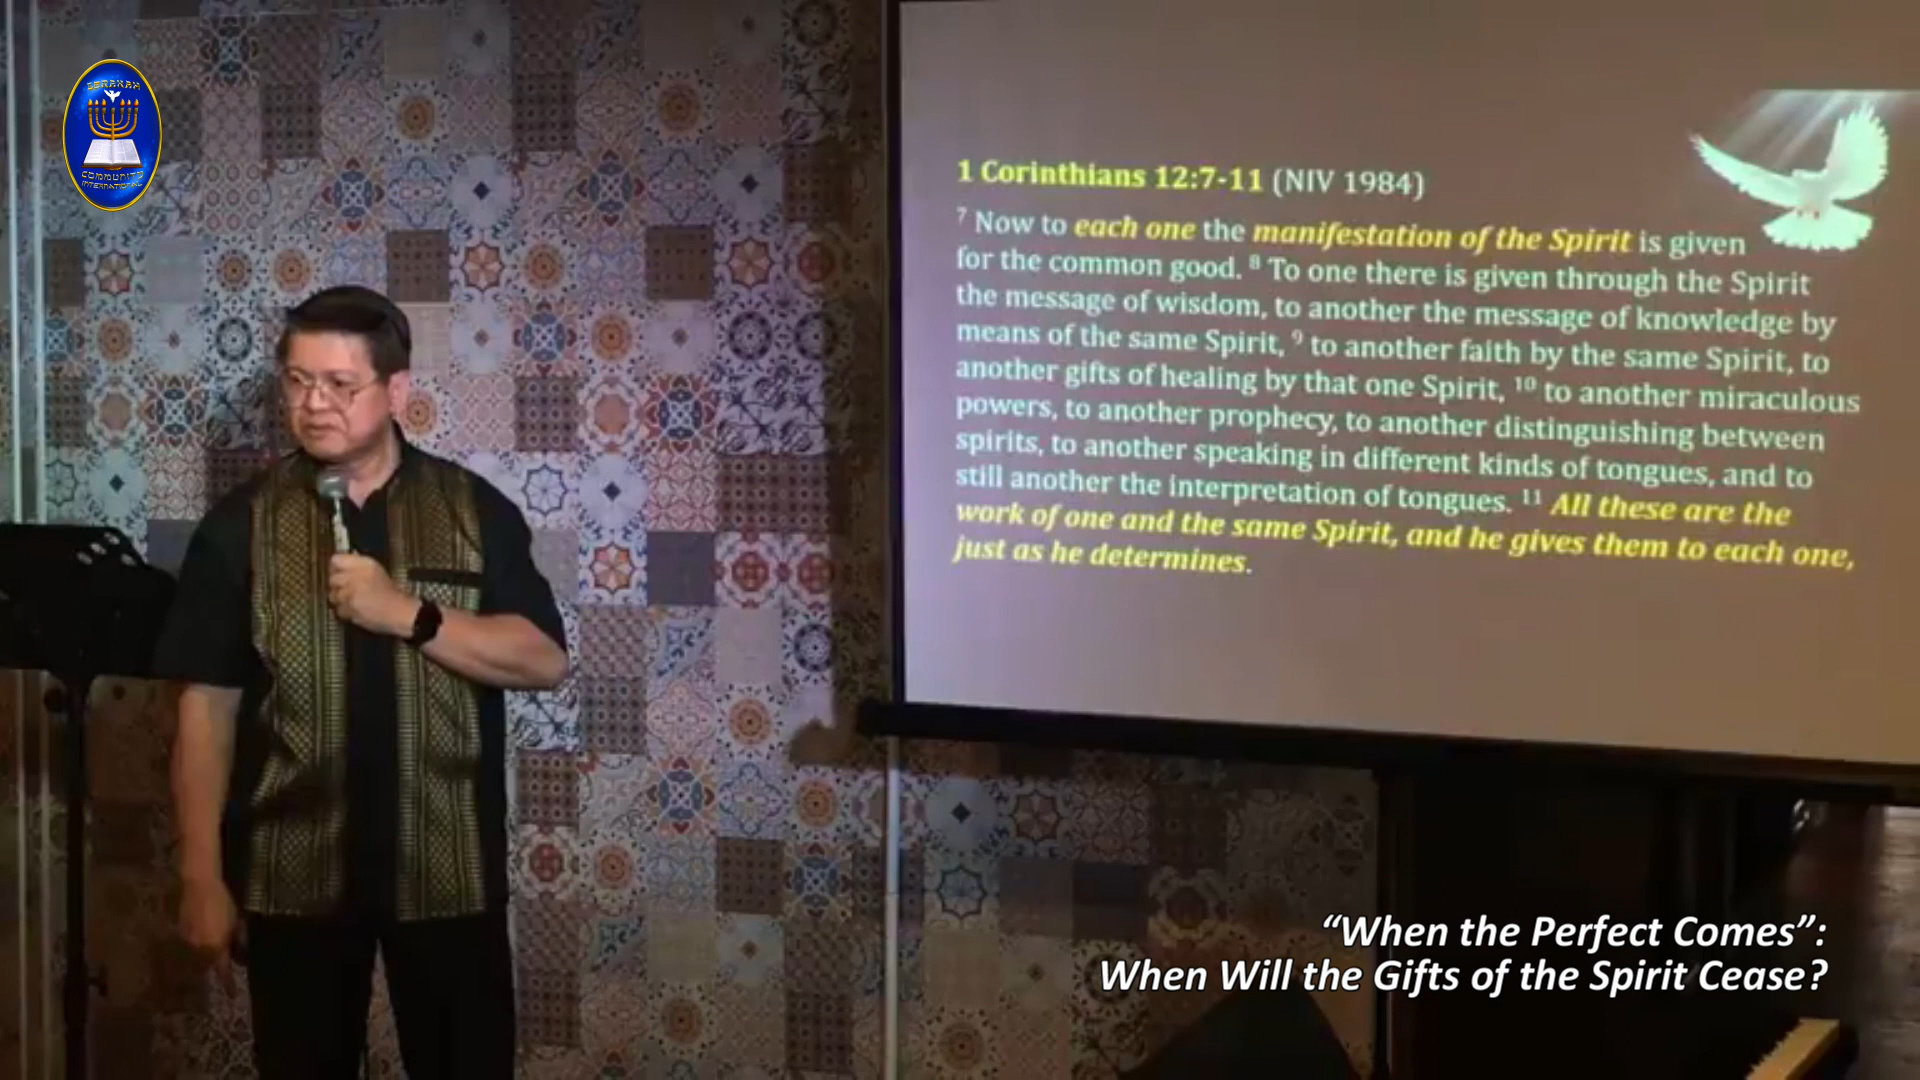 BERAKAH
COMMUNITY
INTERNATIONAL
1 Corinthians 12:7-11 (NIV 1984)
7 Now to each one the manifestation of the Spirit is given
for the common good. 8 To one there is given through the Spirit
the message of wisdom, to another the message of knowledge by
means of the same Spirit, 9 to another faith by the same Spirit, to
another gifts of healing by that one Spirit, 10 to another miraculous
powers, to another prophecy, to another distinguishing between
spirits, to another speaking in different kinds of tongues, and to
still another the interpretation of tongues. 11 All these are the
work of one and the same Spirit, and he gives them to each one,
just as he determines.
“When the Perfect Comes”:
When Will the Gifts of the Spirit Cease?